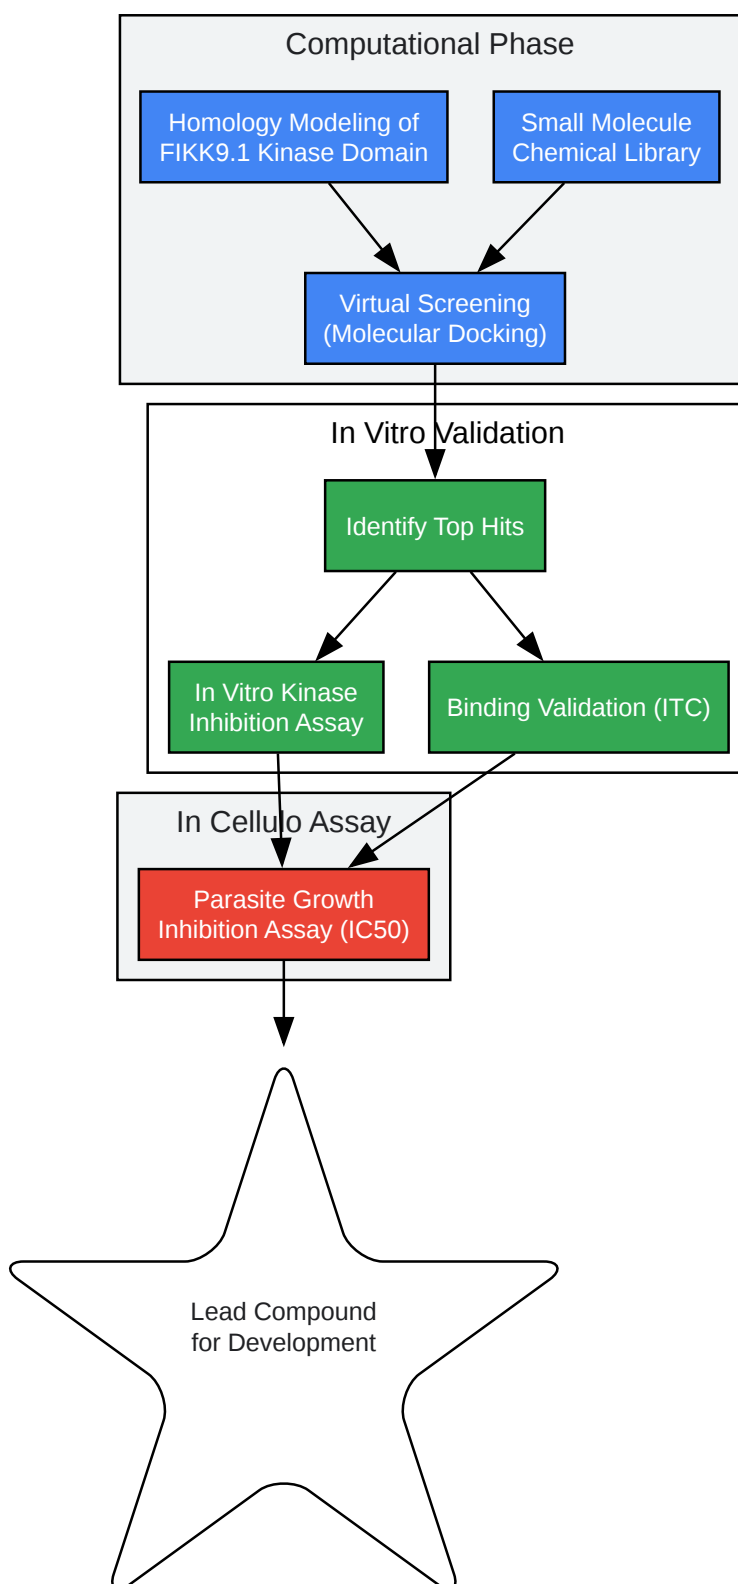 Computational Phase
Homology Modeling of
FIKK9.1 Kinase Domain
Small Molecule
Chemical Library
Virtual Screening
(Molecular Docking)
In Vitro Validation
Identify Top Hits
In Vitro Kinase
Inhibition Assay
Binding Validation (ITC)
In Cellulo Assay
Parasite Growth
Inhibition Assay (IC50)
Lead Compound
for Development